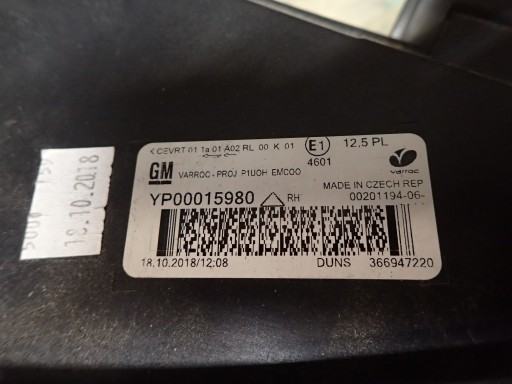 CEVRT 01 1a 01 A02 RL 00 K 01
E1
12,5 PL
4601
GM
VARROC-PROJ P1UOH EMCOO
varroc
MADE IN CZECH REP
YP00015980
RH
00201194-06-
18.10.2018/12:08
DUNS
366947220
18.10.2018